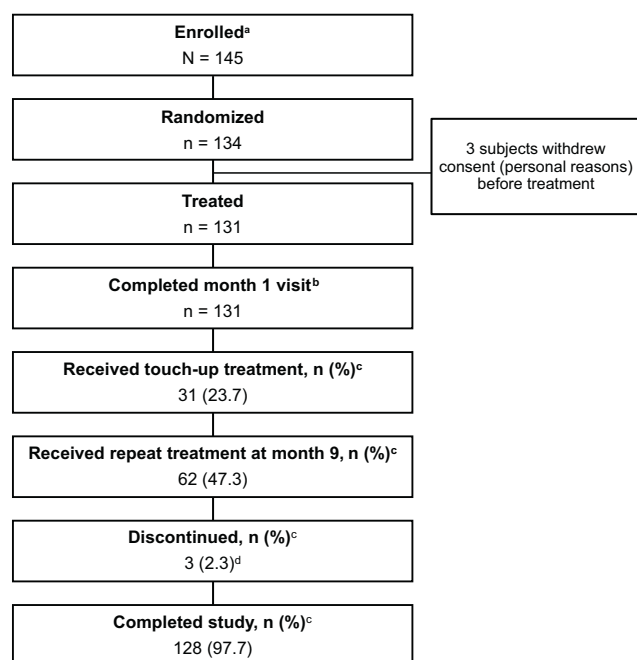 Enrolledᵃ
N = 145
Randomized
n = 134
3 subjects withdrew
consent (personal reasons)
before treatment
Treated
n = 131
Completed month 1 visitᵇ
n = 131
Received touch-up treatment, n (%)ᶜ
31 (23.7)
Received repeat treatment at month 9, n (%)ᶜ
62 (47.3)
Discontinued, n (%)ᶜ
3 (2.3)ᵈ
Completed study, n (%)ᶜ
128 (97.7)